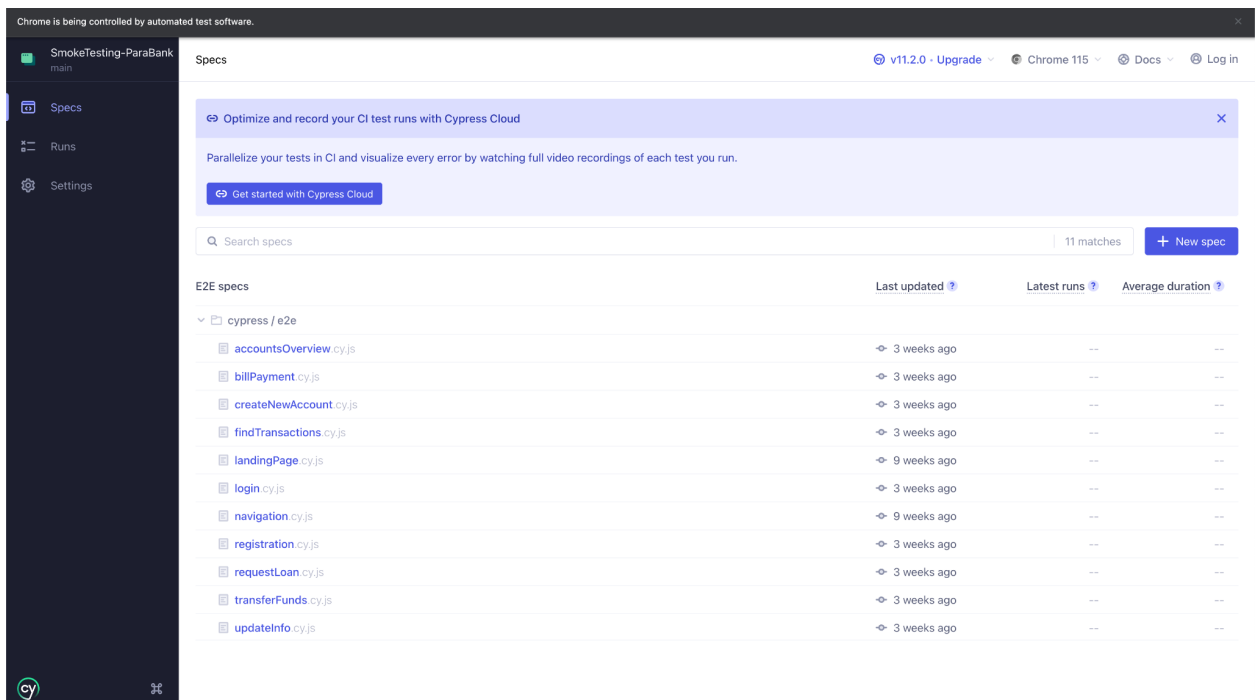 Chrome is being controlled by automated test software.
SmokeTesting-ParaBank
main
Specs
v11.2.0 • Upgrade
Chrome 115
Docs
Log in
Specs
Runs
Settings
Optimize and record your CI test runs with Cypress Cloud
Parallelize your tests in CI and visualize every error by watching full video recordings of each test you run.
Get started with Cypress Cloud
Search specs
11 matches
+ New spec
E2E specs
Last updated ?
Latest runs ?
Average duration ?
cypress / e2e
accountsOverview.cy.js 3 weeks ago -- --
billPayment.cy.js 3 weeks ago -- --
createNewAccount.cy.js 3 weeks ago -- --
findTransactions.cy.js 3 weeks ago -- --
landingPage.cy.js 9 weeks ago -- --
login.cy.js 3 weeks ago -- --
navigation.cy.js 9 weeks ago -- --
registration.cy.js 3 weeks ago -- --
requestLoan.cy.js 3 weeks ago -- --
transferFunds.cy.js 3 weeks ago -- --
updateInfo.cy.js 3 weeks ago -- --
cy